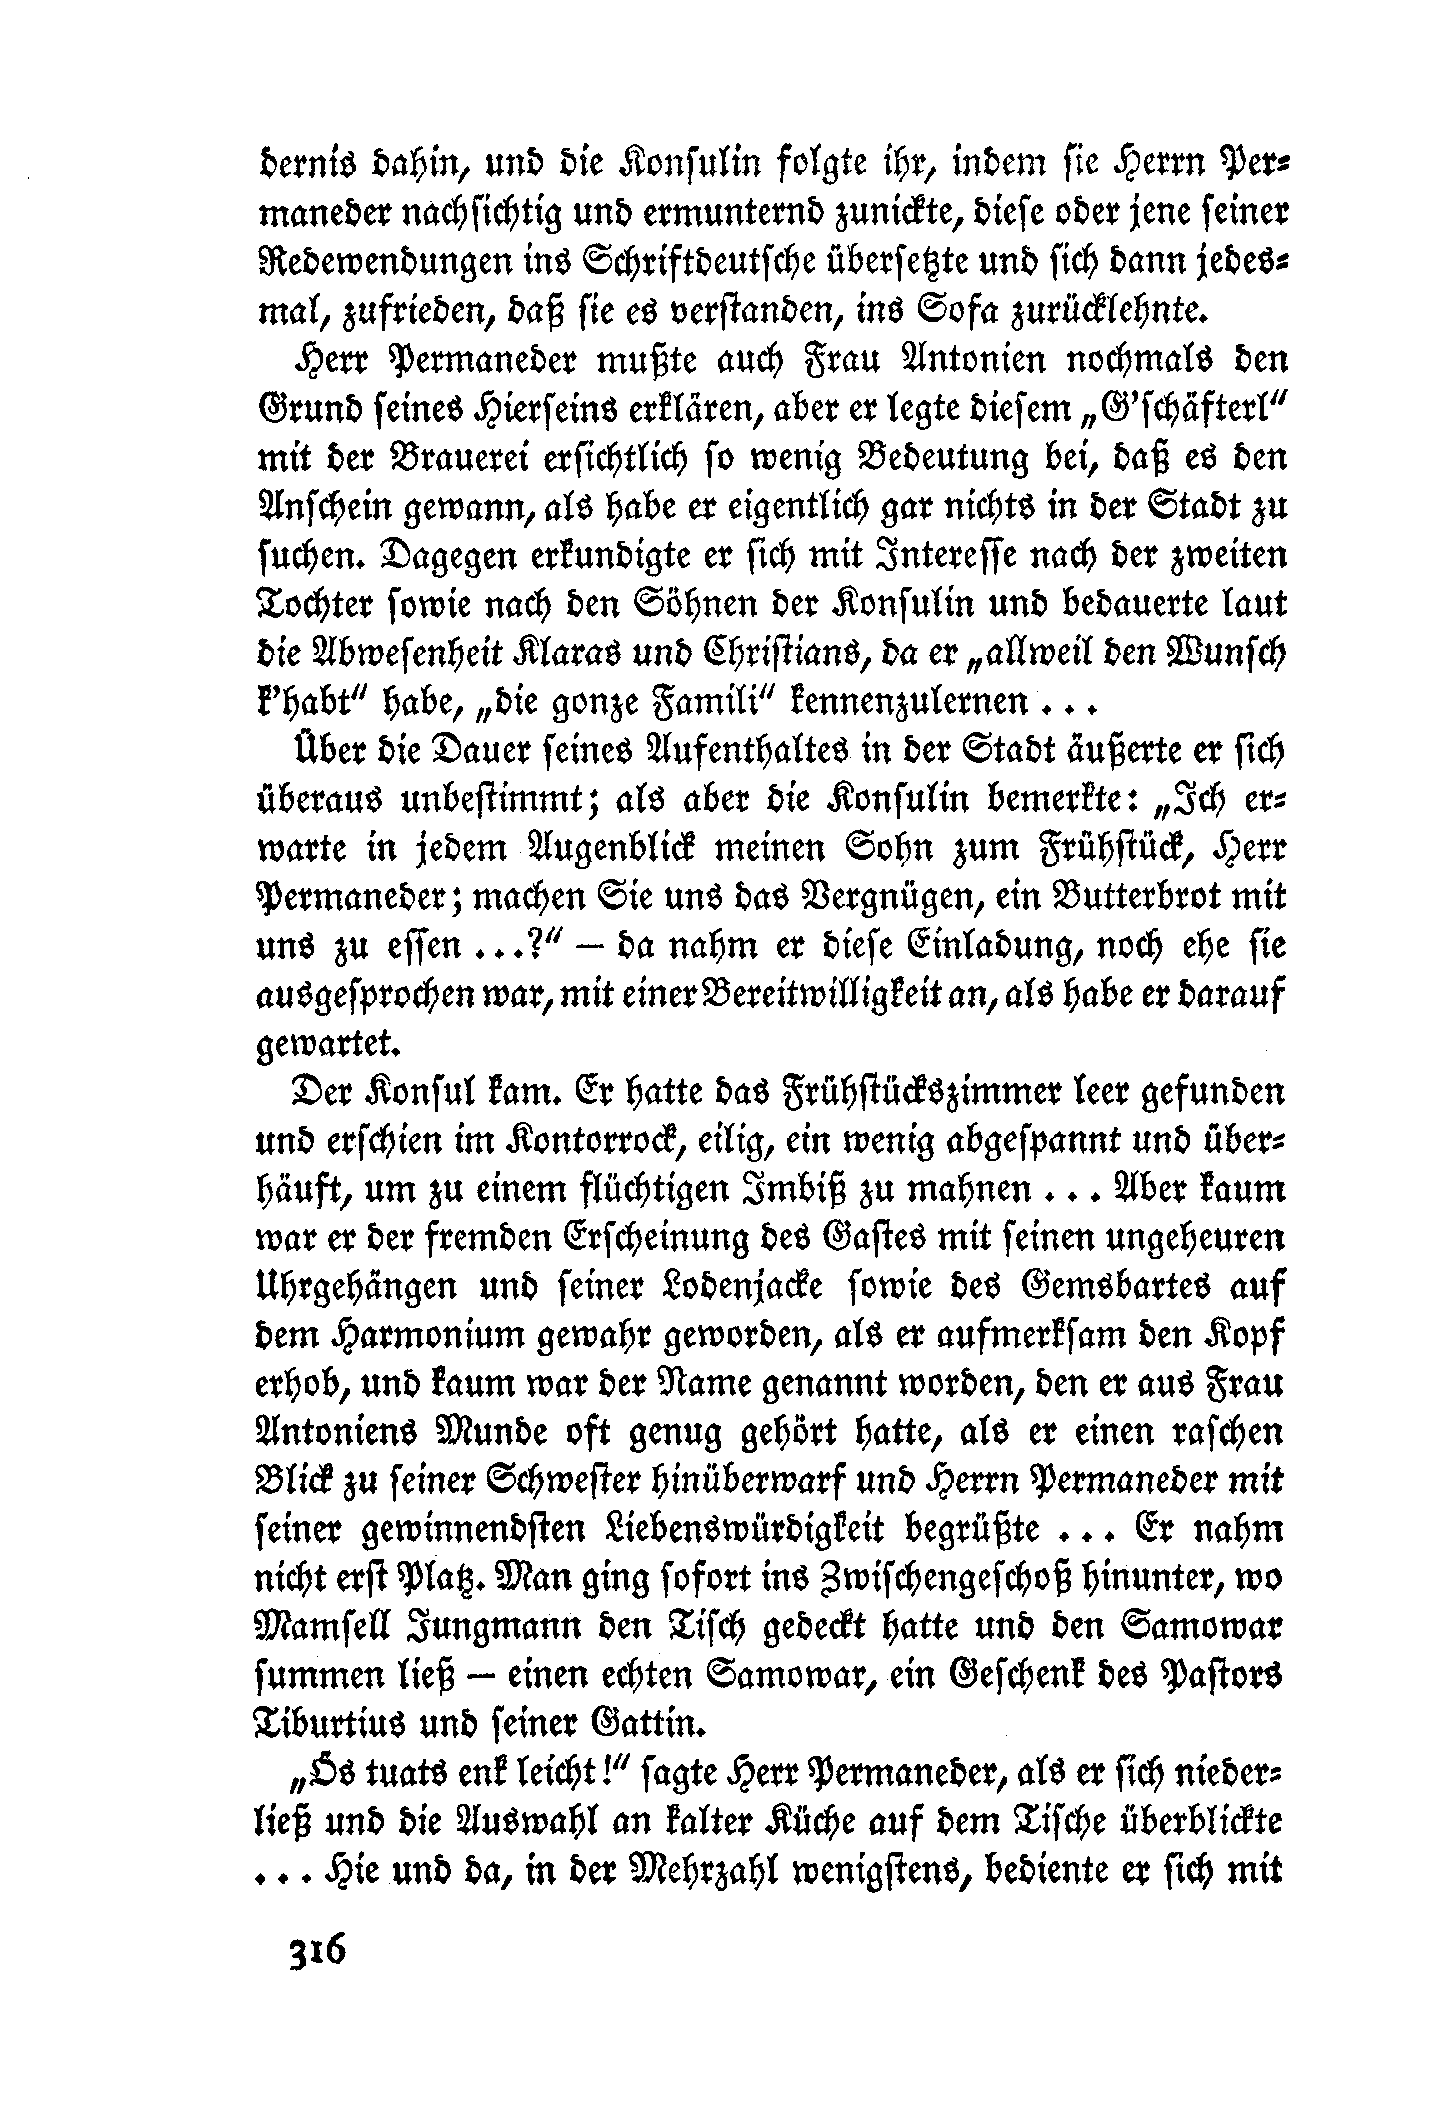 dernis dahin, und die Konsulin folgte ihr, indem sie Herrn Per-
maneder nachsichtig und ermunternd zunickte, diese oder jene seiner
Redewendungen ins Schriftdeutsche übersetzte und sich dann jedes-
mal, zufrieden, daß sie es verstanden, ins Sofa zurücklehnte.
Herr Permaneder mußte auch Frau Antonien nochmals den
Grund seines Hierseins erklären, aber er legte diesem „G'schäfterl“
mit der Brauerei ersichtlich so wenig Bedeutung bei, daß es den
Anschein gewann, als habe er eigentlich gar nichts in der Stadt zu
suchen. Dagegen erkundigte er sich mit Interesse nach der zweiten
Tochter sowie nach den Söhnen der Konsulin und bedauerte laut
die Abwesenheit Klaras und Christians, da er „allweil den Wunsch
k'habt“ habe, „die gonze Famili“ kennenzulernen . . .
Über die Dauer seines Aufenthaltes in der Stadt äußerte er sich
überaus unbestimmt; als aber die Konsulin bemerkte: „Ich er-
warte in jedem Augenblick meinen Sohn zum Frühstück, Herr
Permaneder; machen Sie uns das Vergnügen, ein Butterbrot mit
uns zu essen . . .?“ — da nahm er diese Einladung, noch ehe sie
ausgesprochen war, mit einer Bereitwilligkeit an, als habe er darauf
gewartet.
Der Konsul kam. Er hatte das Frühstückszimmer leer gefunden
und erschien im Kontorrock, eilig, ein wenig abgespannt und über-
häuft, um zu einem flüchtigen Imbiß zu mahnen . . . Aber kaum
war er der fremden Erscheinung des Gastes mit seinen ungeheuren
Uhrgehängen und seiner Lodenjacke sowie des Gemsbartes auf
dem Harmonium gewahr geworden, als er aufmerksam den Kopf
erhob, und kaum war der Name genannt worden, den er aus Frau
Antoniens Munde oft genug gehört hatte, als er einen raschen
Blick zu seiner Schwester hinüberwarf und Herrn Permaneder mit
seiner gewinnendsten Liebenswürdigkeit begrüßte . . . Er nahm
nicht erst Platz. Man ging sofort ins Zwischengeschoß hinunter, wo
Mamsell Jungmann den Tisch gedeckt hatte und den Samowar
summen ließ — einen echten Samowar, ein Geschenk des Pastors
Tiburtius und seiner Gattin.
„Ös tuats enk leicht!“ sagte Herr Permaneder, als er sich nieder-
ließ und die Auswahl an kalter Küche auf dem Tische überblickte
. . . Hie und da, in der Mehrzahl wenigstens, bediente er sich mit
316